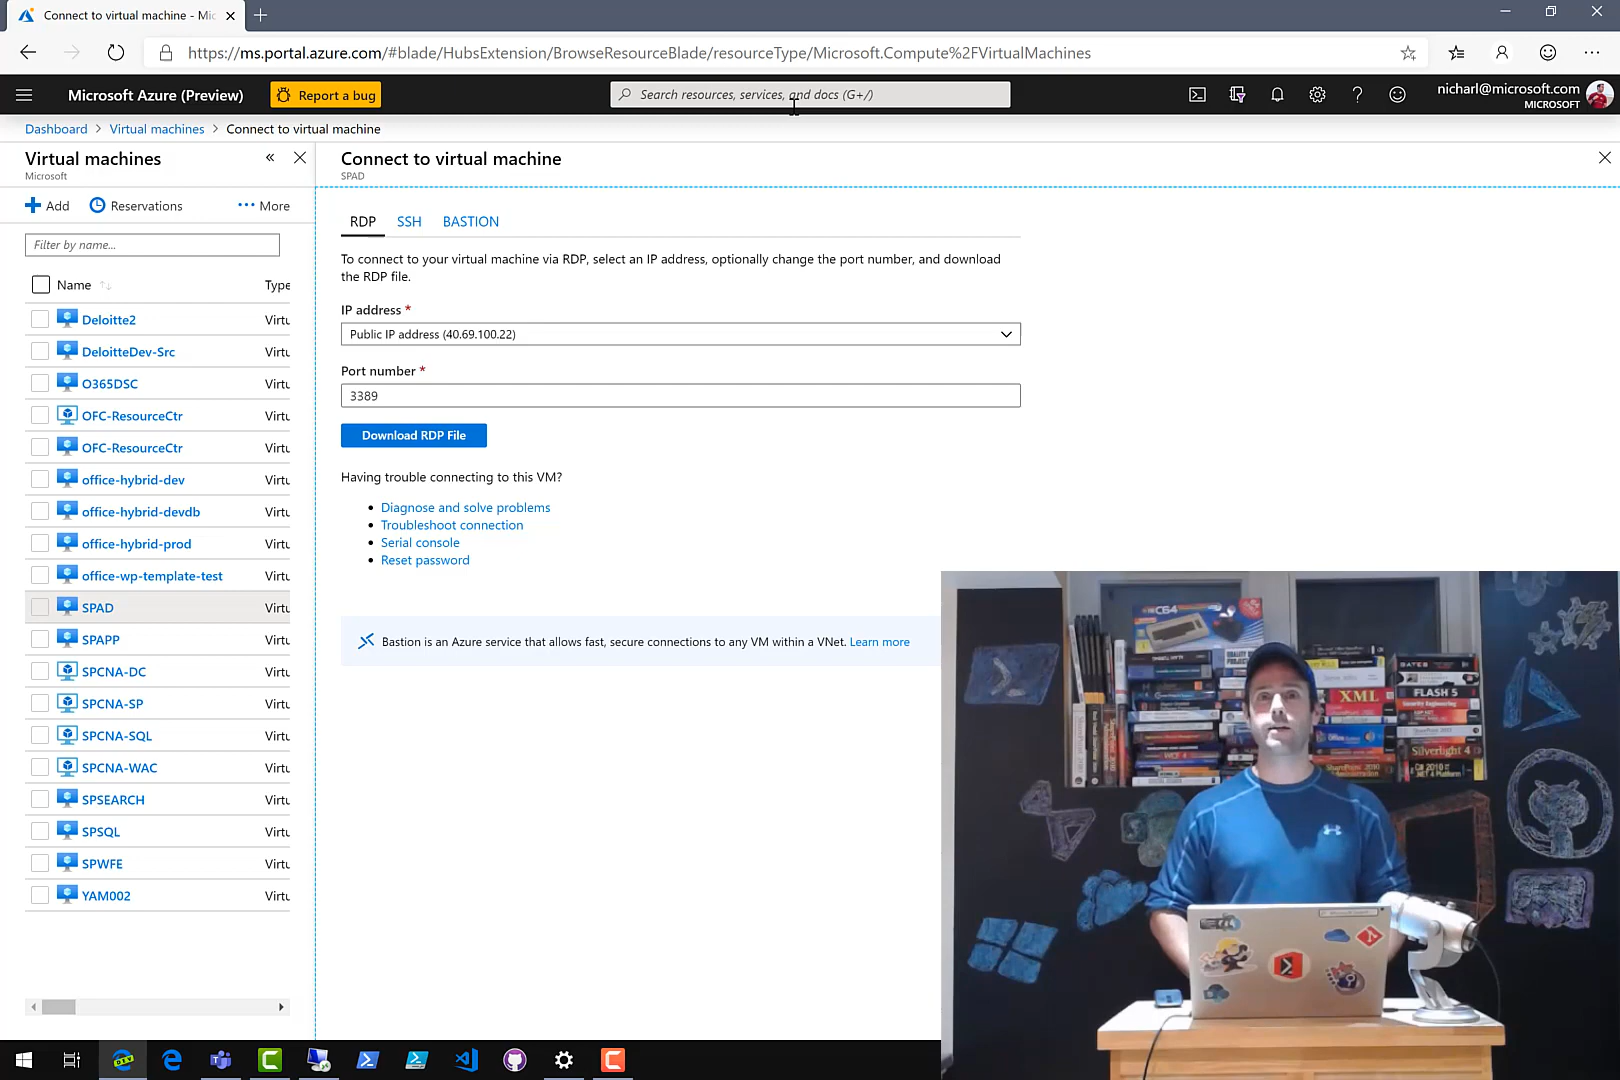 Connect to virtual machine - Mic
https://ms.portal.azure.com/#blade/HubsExtension/BrowseResourceBlade/resourceType/Microsoft.Compute%2FVirtualMachines
Microsoft Azure (Preview)
Report a bug
Search resources, services, and docs (G+/)
nicharl@microsoft.com
MICROSOFT
Dashboard > Virtual machines > Connect to virtual machine
Virtual machines
Microsoft
Add
Reservations
More
Filter by name...
Name
Type
Deloitte2
Virtu
DeloitteDev-Src
Virtu
O365DSC
Virtu
OFC-ResourceCtr
Virtu
OFC-ResourceCtr
Virtu
office-hybrid-dev
Virtu
office-hybrid-devdb
Virtu
office-hybrid-prod
Virtu
office-wp-template-test
Virtu
SPAD
Virtu
SPAPP
Virtu
SPCNA-DC
Virtu
SPCNA-SP
Virtu
SPCNA-SQL
Virtu
SPCNA-WAC
Virtu
SPSEARCH
Virtu
SPSQL
Virtu
SPWFE
Virtu
YAM002
Virtu
Connect to virtual machine
SPAD
RDP
SSH
BASTION
To connect to your virtual machine via RDP, select an IP address, optionally change the port number, and download
the RDP file.
IP address *
Public IP address (40.69.100.22)
Port number *
3389
Download RDP File
Having trouble connecting to this VM?
Diagnose and solve problems
Troubleshoot connection
Serial console
Reset password
Bastion is an Azure service that allows fast, secure connections to any VM within a VNet. Learn more
C64
XML
FLASH 5
Silverlight 4
DEV